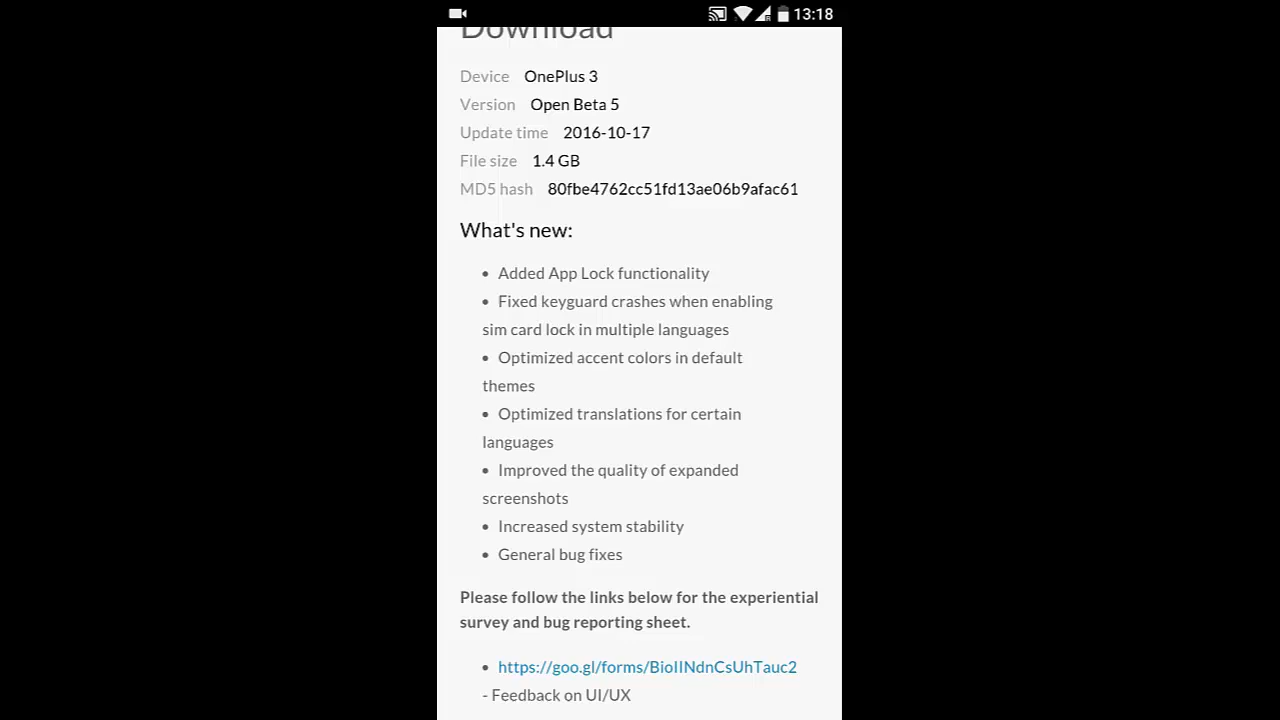 13:18
Download
Device OnePlus 3
Version Open Beta 5
Update time 2016-10-17
File size 1.4 GB
MD5 hash 80fbe4762cc51fd13ae06b9afac61
What's new:
• Added App Lock functionality
• Fixed keyguard crashes when enabling
sim card lock in multiple languages
• Optimized accent colors in default
themes
• Optimized translations for certain
languages
• Improved the quality of expanded
screenshots
• Increased system stability
• General bug fixes
Please follow the links below for the experiential
survey and bug reporting sheet.
• https://goo.gl/forms/BioIINdnCsUhTauc2
- Feedback on UI/UX